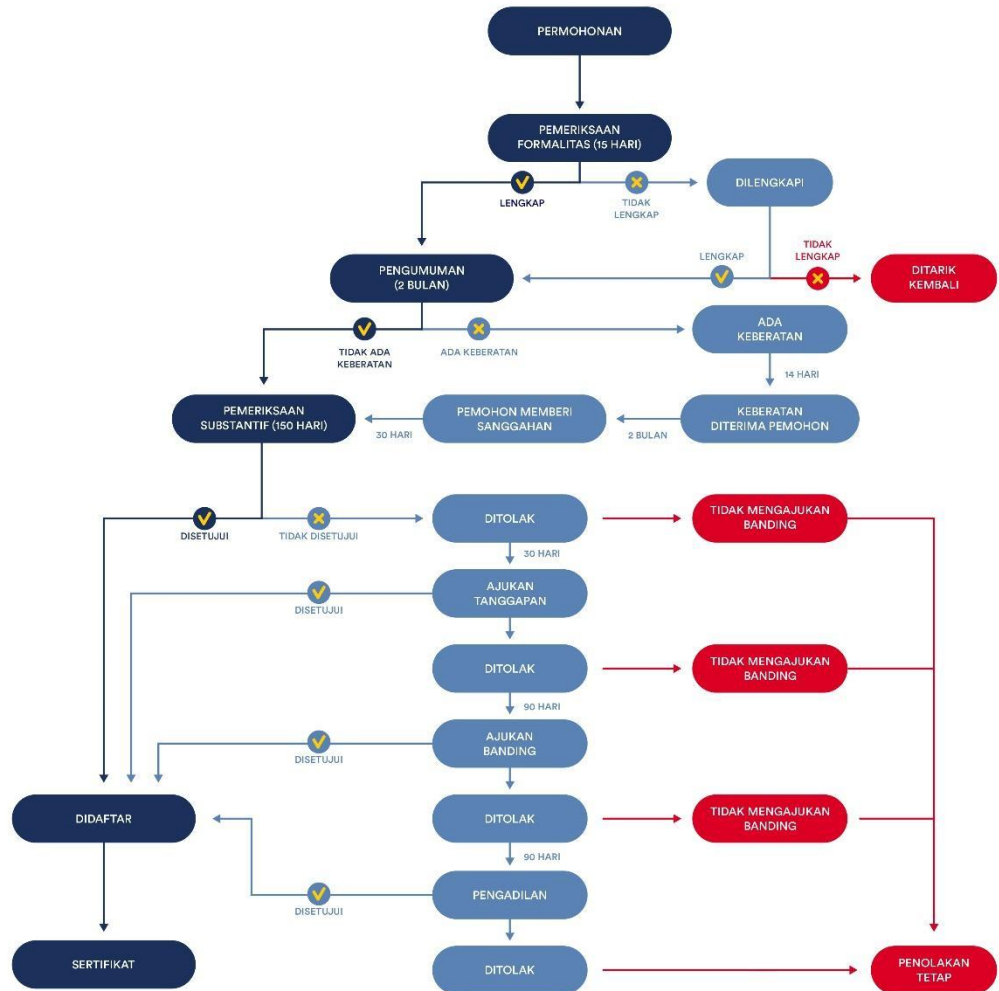 PERMOHONAN
PEMERIKSAAN
FORMALITAS (15 HARI)
LENGKAP
TIDAK
LENGKAP
DILENGKAPI
PENGUMUMAN
(2 BULAN)
LENGKAP
TIDAK
LENGKAP
DITARIK
KEMBALI
TIDAK ADA
KEBERATAN
ADA KEBERATAN
ADA
KEBERATAN
14 HARI
PEMERIKSAAN
SUBSTANTIF (150 HARI)
30 HARI
PEMOHON MEMBERI
SANGGAHAN
2 BULAN
KEBERATAN
DITERIMA PEMOHON
DISETUJUI
TIDAK DISETUJUI
DITOLAK
TIDAK MENGAJUKAN
BANDING
30 HARI
DISETUJUI
AJUKAN
TANGGAPAN
DITOLAK
TIDAK MENGAJUKAN
BANDING
90 HARI
DISETUJUI
AJUKAN
BANDING
DIDAFTAR
DITOLAK
TIDAK MENGAJUKAN
BANDING
90 HARI
DISETUJUI
PENGADILAN
SERTIFIKAT
DITOLAK
PENOLAKAN
TETAP